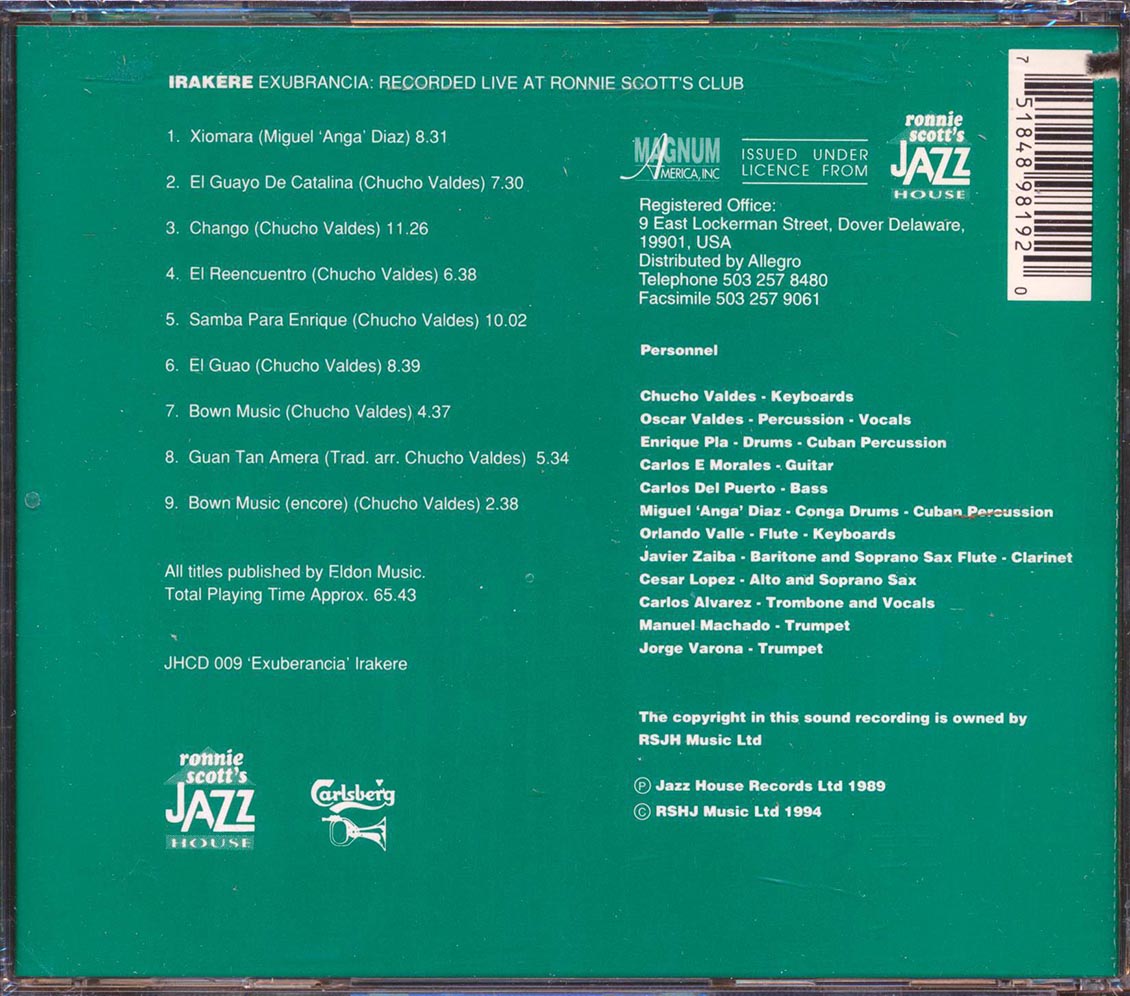 IRAKERE EXUBRANCIA: RECORDED LIVE AT RONNIE SCOTT'S CLUB
1. Xiomara (Miguel ‘Anga’ Diaz) 8.31
2. El Guayo De Catalina (Chucho Valdes) 7.30
3. Chango (Chucho Valdes) 11.26
4. El Reencuentro (Chucho Valdes) 6.38
5. Samba Para Enrique (Chucho Valdes) 10.02
6. El Guao (Chucho Valdes) 8.39
7. Bown Music (Chucho Valdes) 4.37
8. Guan Tan Amera (Trad. arr. Chucho Valdes) 5.34
9. Bown Music (encore) (Chucho Valdes) 2.38
All titles published by Eldon Music.
Total Playing Time Approx. 65.43
JHCD 009 ‘Exuberancia’ Irakere
ronnie
scott's
JAZZ
HOUSE
Carlsberg
MAGNUM
AMERICA, INC
ISSUED UNDER
LICENCE FROM
ronnie
scott's
JAZZ
HOUSE
Registered Office:
9 East Lockerman Street, Dover Delaware,
19901, USA
Distributed by Allegro
Telephone 503 257 8480
Facsimile 503 257 9061
7 51848 98192 0
Personnel
Chucho Valdes - Keyboards
Oscar Valdes - Percussion - Vocals
Enrique Pla - Drums - Cuban Percussion
Carlos E Morales - Guitar
Carlos Del Puerto - Bass
Miguel ‘Anga’ Diaz - Conga Drums - Cuban Percussion
Orlando Valle - Flute - Keyboards
Javier Zaiba - Baritone and Soprano Sax Flute - Clarinet
Cesar Lopez - Alto and Soprano Sax
Carlos Alvarez - Trombone and Vocals
Manuel Machado - Trumpet
Jorge Varona - Trumpet
The copyright in this sound recording is owned by
RSJH Music Ltd
Ⓟ Jazz House Records Ltd 1989
© RSHJ Music Ltd 1994